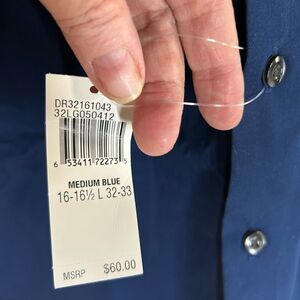 DR32161043
32LG050412
6 53411 72273 5
MEDIUM BLUE
16-16½ L 32-33
MSRP $60.00